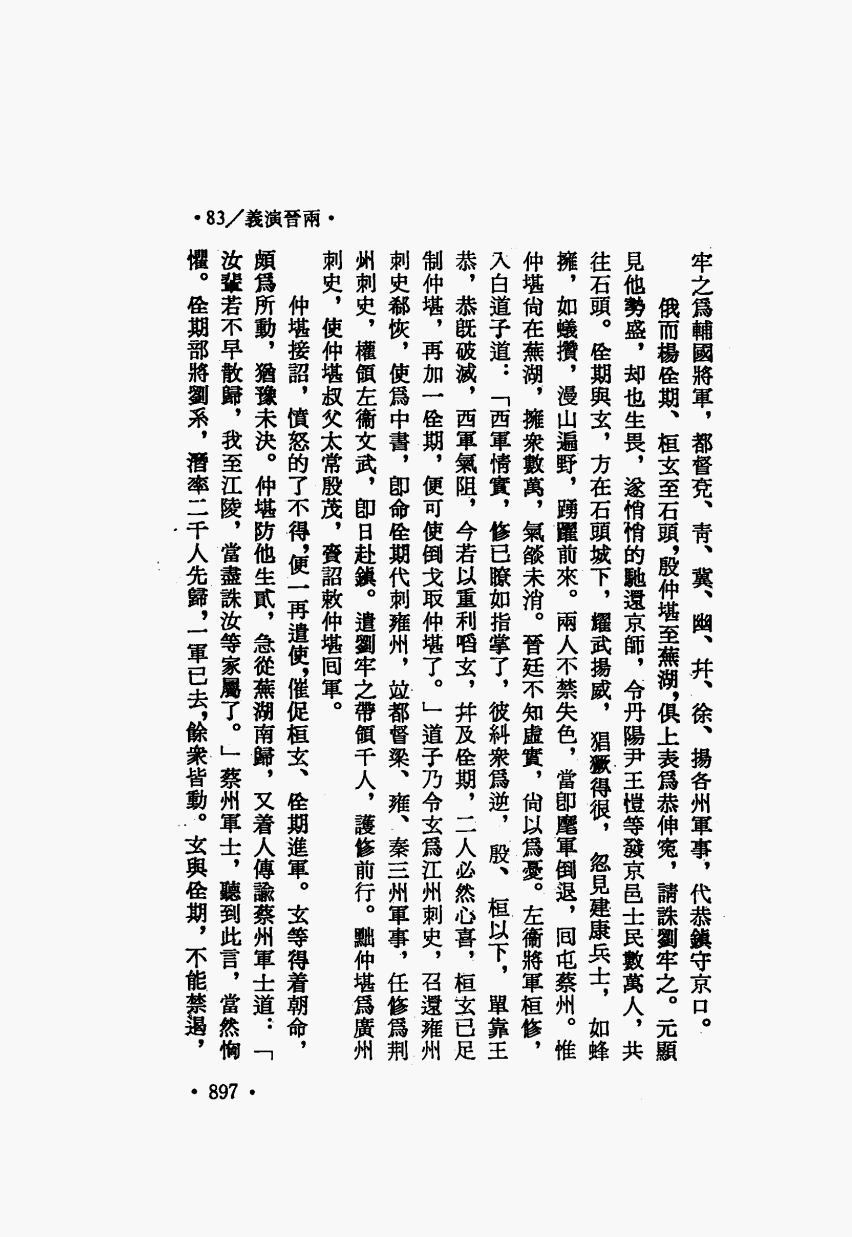 ·83/義演晉兩·
牢之爲輔國將軍，都督兗、靑、冀、幽、幷、徐、揚各州軍事，代恭鎭守京口。
俄而楊佺期、桓玄至石頭，殷仲堪至蕪湖，俱上表爲恭伸寃，請誅劉牢之。元顯
見他勢盛，却也生畏，遂悄悄的馳還京師，令丹陽尹王愷等發京邑士民數萬人，共
往石頭。佺期與玄，方在石頭城下，耀武揚威，猖獗得很，忽見建康兵士，如蜂
擁，如蟻攢，漫山遍野，踴躍前來。兩人不禁失色，當卽麾軍倒退，囘屯蔡州。惟
仲堪尙在蕪湖，擁衆數萬，氣燄未消。晉廷不知虛實，尙以爲憂。左衞將軍桓修，
入白道子道：「西軍情實，修已瞭如指掌了，彼糾衆爲逆，殷、桓以下，單靠王
恭，恭旣破滅，西軍氣阻，今若以重利啗玄，幷及佺期，二人必然心喜，桓玄已足
制仲堪，再加一佺期，便可使倒戈取仲堪了。」道子乃令玄爲江州刺史，召還雍州
刺史郗恢，使爲中書，卽命佺期代刺雍州，竝都督梁、雍、秦三州軍事，任修爲荆
州刺史，權領左衞文武，卽日赴鎭。遣劉牢之帶領千人，護修前行。黜仲堪爲廣州
刺史，使仲堪叔父太常殷茂，賫詔敕仲堪囘軍。
仲堪接詔，憤怒的了不得，便一再遣使，催促桓玄、佺期進軍。玄等得着朝命，
頗爲所動，猶豫未決。仲堪防他生貳，急從蕪湖南歸，又着人傳諭蔡州軍士道：「
汝輩若不早散歸，我至江陵，當盡誅汝等家屬了。」蔡州軍士，聽到此言，當然恟
懼。佺期部將劉系，潛率二千人先歸，一軍已去，餘衆皆動。玄與佺期，不能禁遏，
·897·